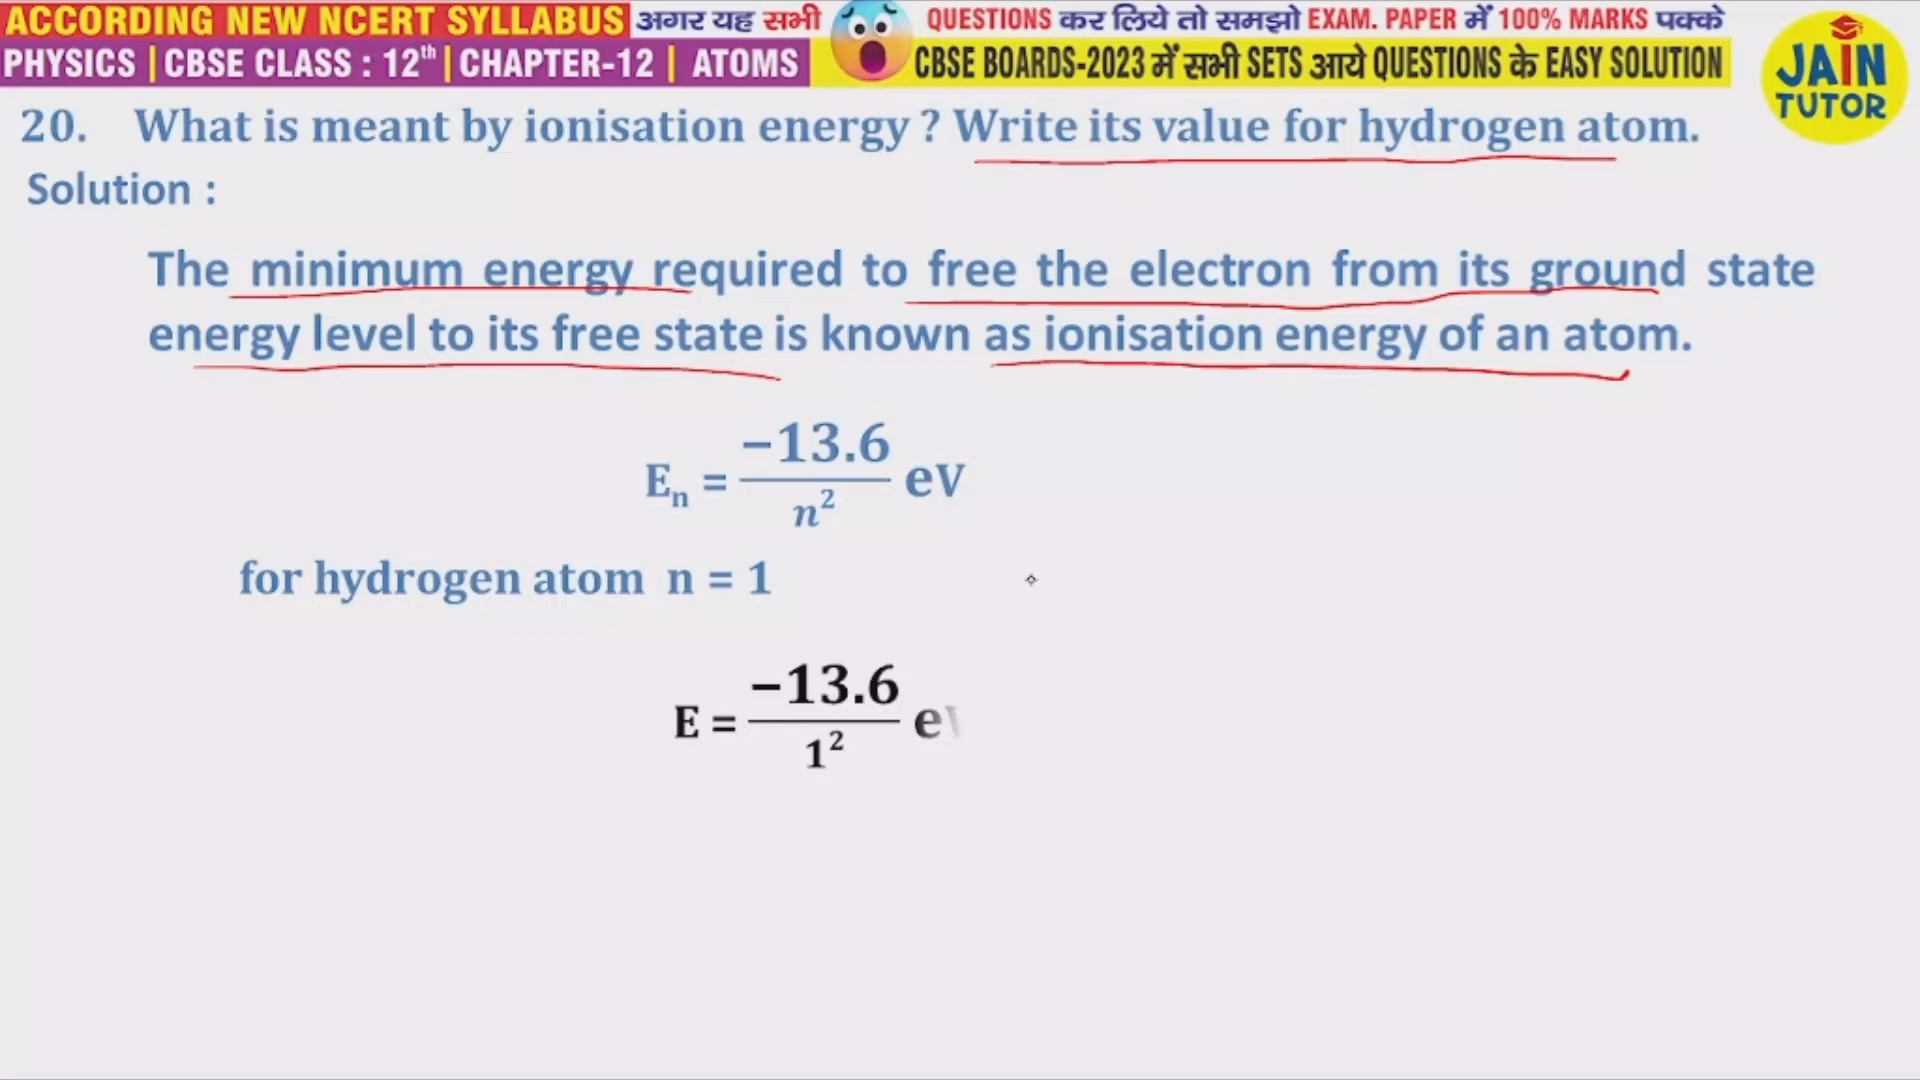 ACCORDING NEW NCERT SYLLABUS अगर यह सभी QUESTIONS कर लिये तो समझो EXAM. PAPER में 100% MARKS पक्के
PHYSICS | CBSE CLASS : 12th | CHAPTER-12 | ATOMS CBSE BOARDS-2023 में सभी SETS आये QUESTIONS के EASY SOLUTION
JAIN
TUTOR
20. What is meant by ionisation energy ? Write its value for hydrogen atom.
Solution :
The minimum energy required to free the electron from its ground state
energy level to its free state is known as ionisation energy of an atom.
Eₙ = −13.6/n² eV
for hydrogen atom n = 1
E = −13.6/1² eV